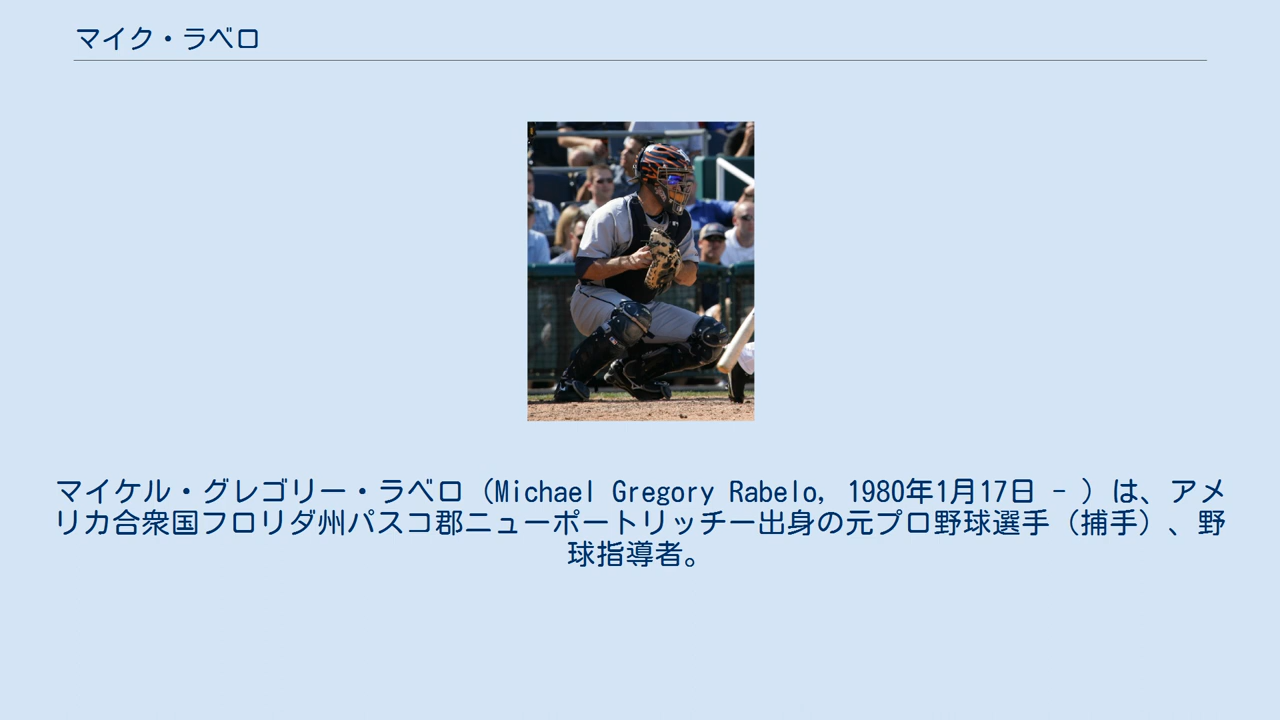 マイク・ラベロ
マイケル・グレゴリー・ラベロ（Michael Gregory Rabelo, 1980年1月17日 - ）は、アメ
リカ合衆国フロリダ州パスコ郡ニューポートリッチー出身の元プロ野球選手（捕手）、野
球指導者。